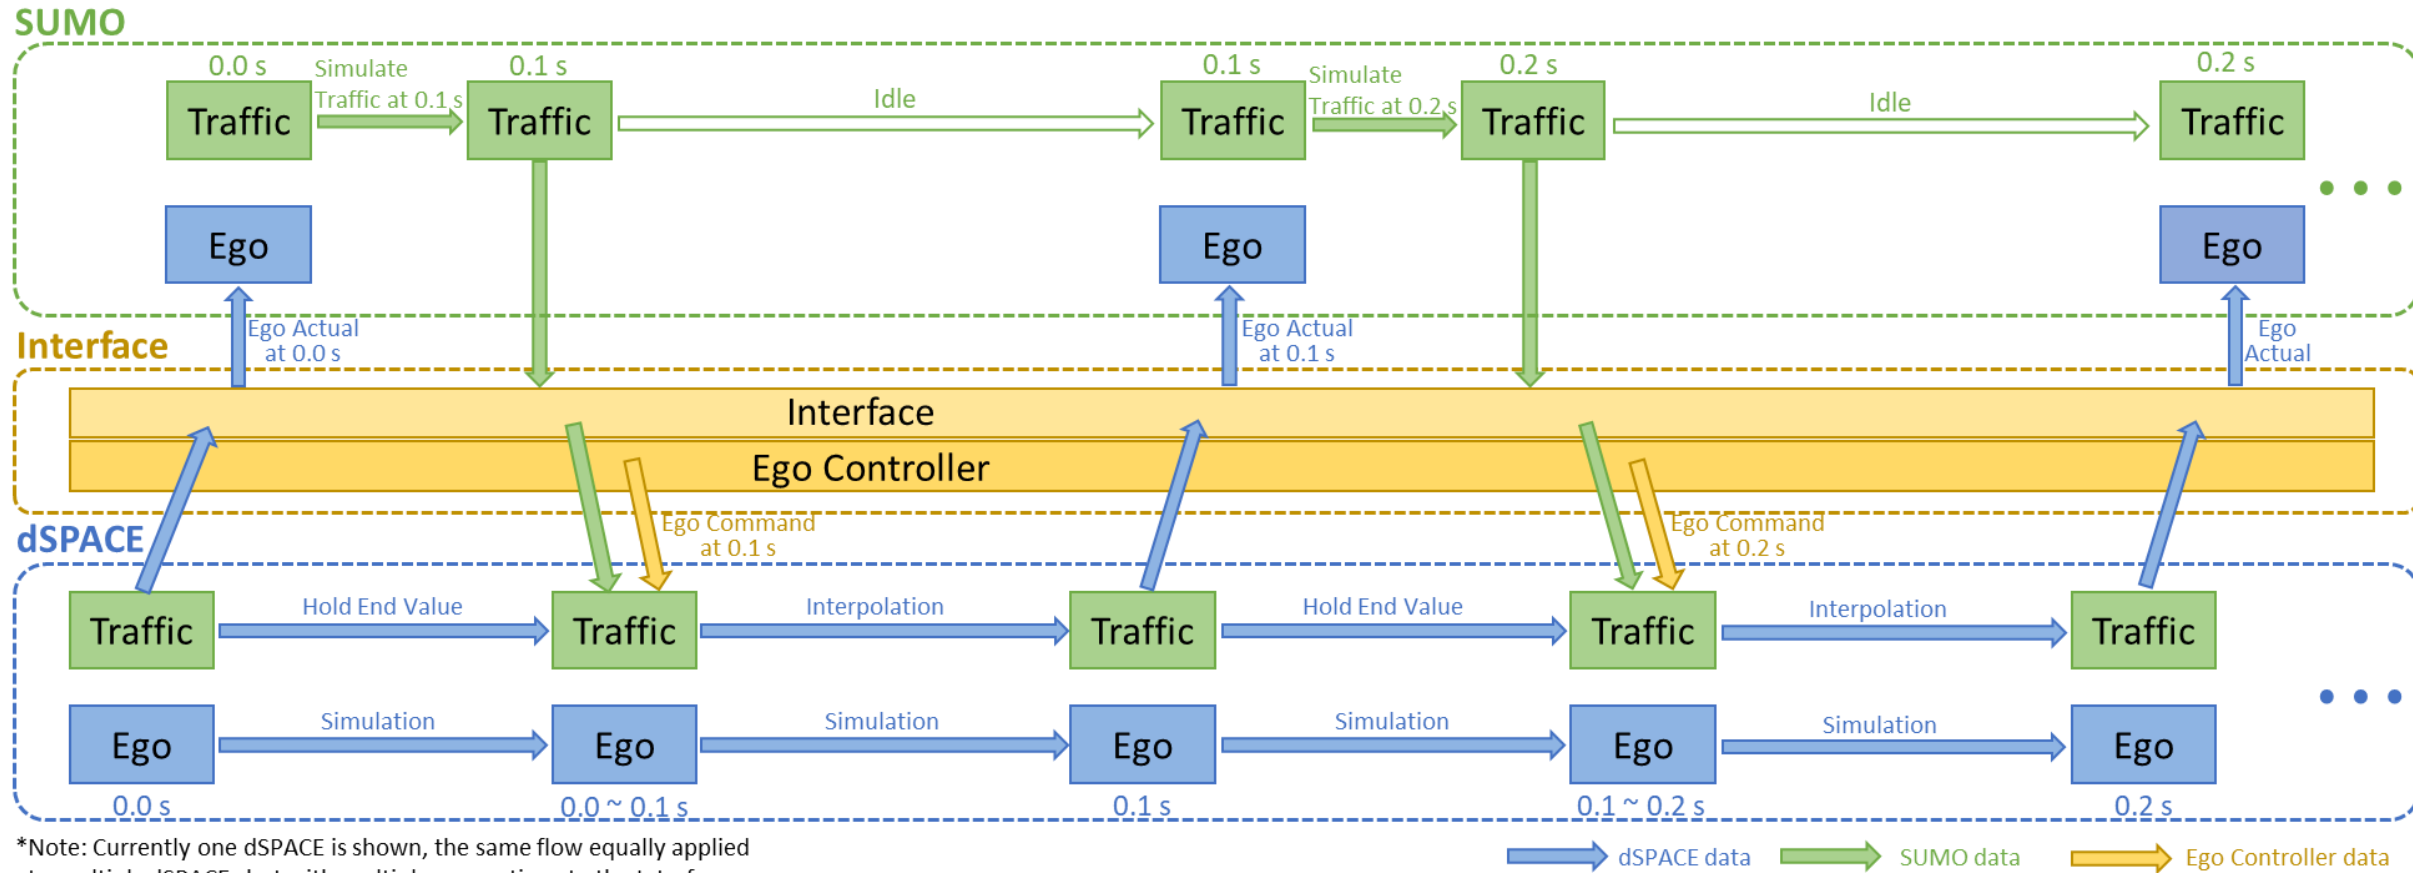 SUMO
0.0 s
Simulate
Traffic at 0.1 s
0.1 s
Idle
0.1 s
Simulate
Traffic at 0.2 s
0.2 s
Idle
0.2 s
Traffic
Traffic
Traffic
Traffic
Traffic
Ego
Ego
Ego
Ego Actual
at 0.0 s
Ego Actual
at 0.1 s
Ego
Actual
Interface
Interface
Ego Controller
Ego Command
at 0.1 s
Ego Command
at 0.2 s
dSPACE
Traffic
Hold End Value
Traffic
Interpolation
Traffic
Hold End Value
Traffic
Interpolation
Traffic
Ego
Simulation
Ego
Simulation
Ego
Simulation
Ego
Simulation
Ego
0.0 s
0.0 ~ 0.1 s
0.1 s
0.1 ~ 0.2 s
0.2 s
*Note: Currently one dSPACE is shown, the same flow equally applied
dSPACE data
SUMO data
Ego Controller data